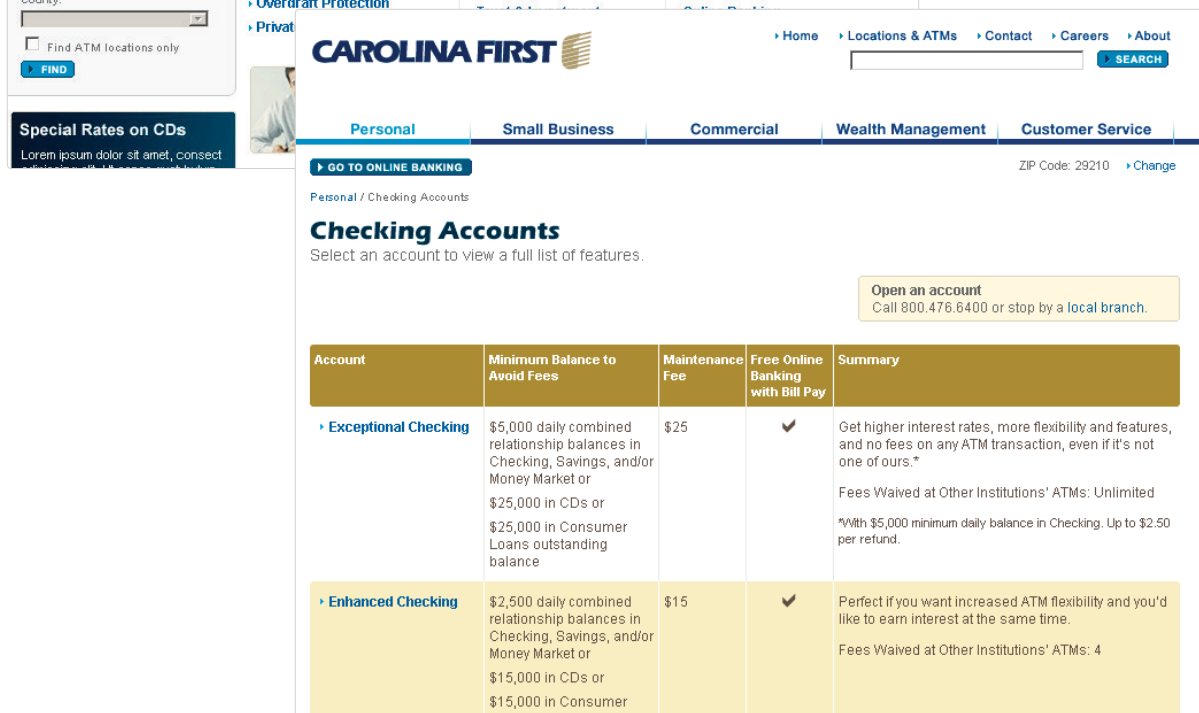 County:
Find ATM locations only
FIND
Special Rates on CDs
Lorem ipsum dolor sit amet, consect
Overdraft Protection
Privat
CAROLINA FIRST
Home
Locations & ATMs
Contact
Careers
About
SEARCH
Personal
Small Business
Commercial
Wealth Management
Customer Service
GO TO ONLINE BANKING
ZIP Code: 29210
Change
Personal / Checking Accounts
Checking Accounts
Select an account to view a full list of features.
Open an account
Call 800.476.6400 or stop by a local branch.
Account
Minimum Balance to
Avoid Fees
Maintenance
Fee
Free Online
Banking
with Bill Pay
Summary
Exceptional Checking
$5,000 daily combined
relationship balances in
Checking, Savings, and/or
Money Market or
$25,000 in CDs or
$25,000 in Consumer
Loans outstanding
balance
$25
Get higher interest rates, more flexibility and features,
and no fees on any ATM transaction, even if it's not
one of ours.*
Fees Waived at Other Institutions' ATMs: Unlimited
*With $5,000 minimum daily balance in Checking. Up to $2.50
per refund.
Enhanced Checking
$2,500 daily combined
relationship balances in
Checking, Savings, and/or
Money Market or
$15,000 in CDs or
$15,000 in Consumer
$15
Perfect if you want increased ATM flexibility and you'd
like to earn interest at the same time.
Fees Waived at Other Institutions' ATMs: 4